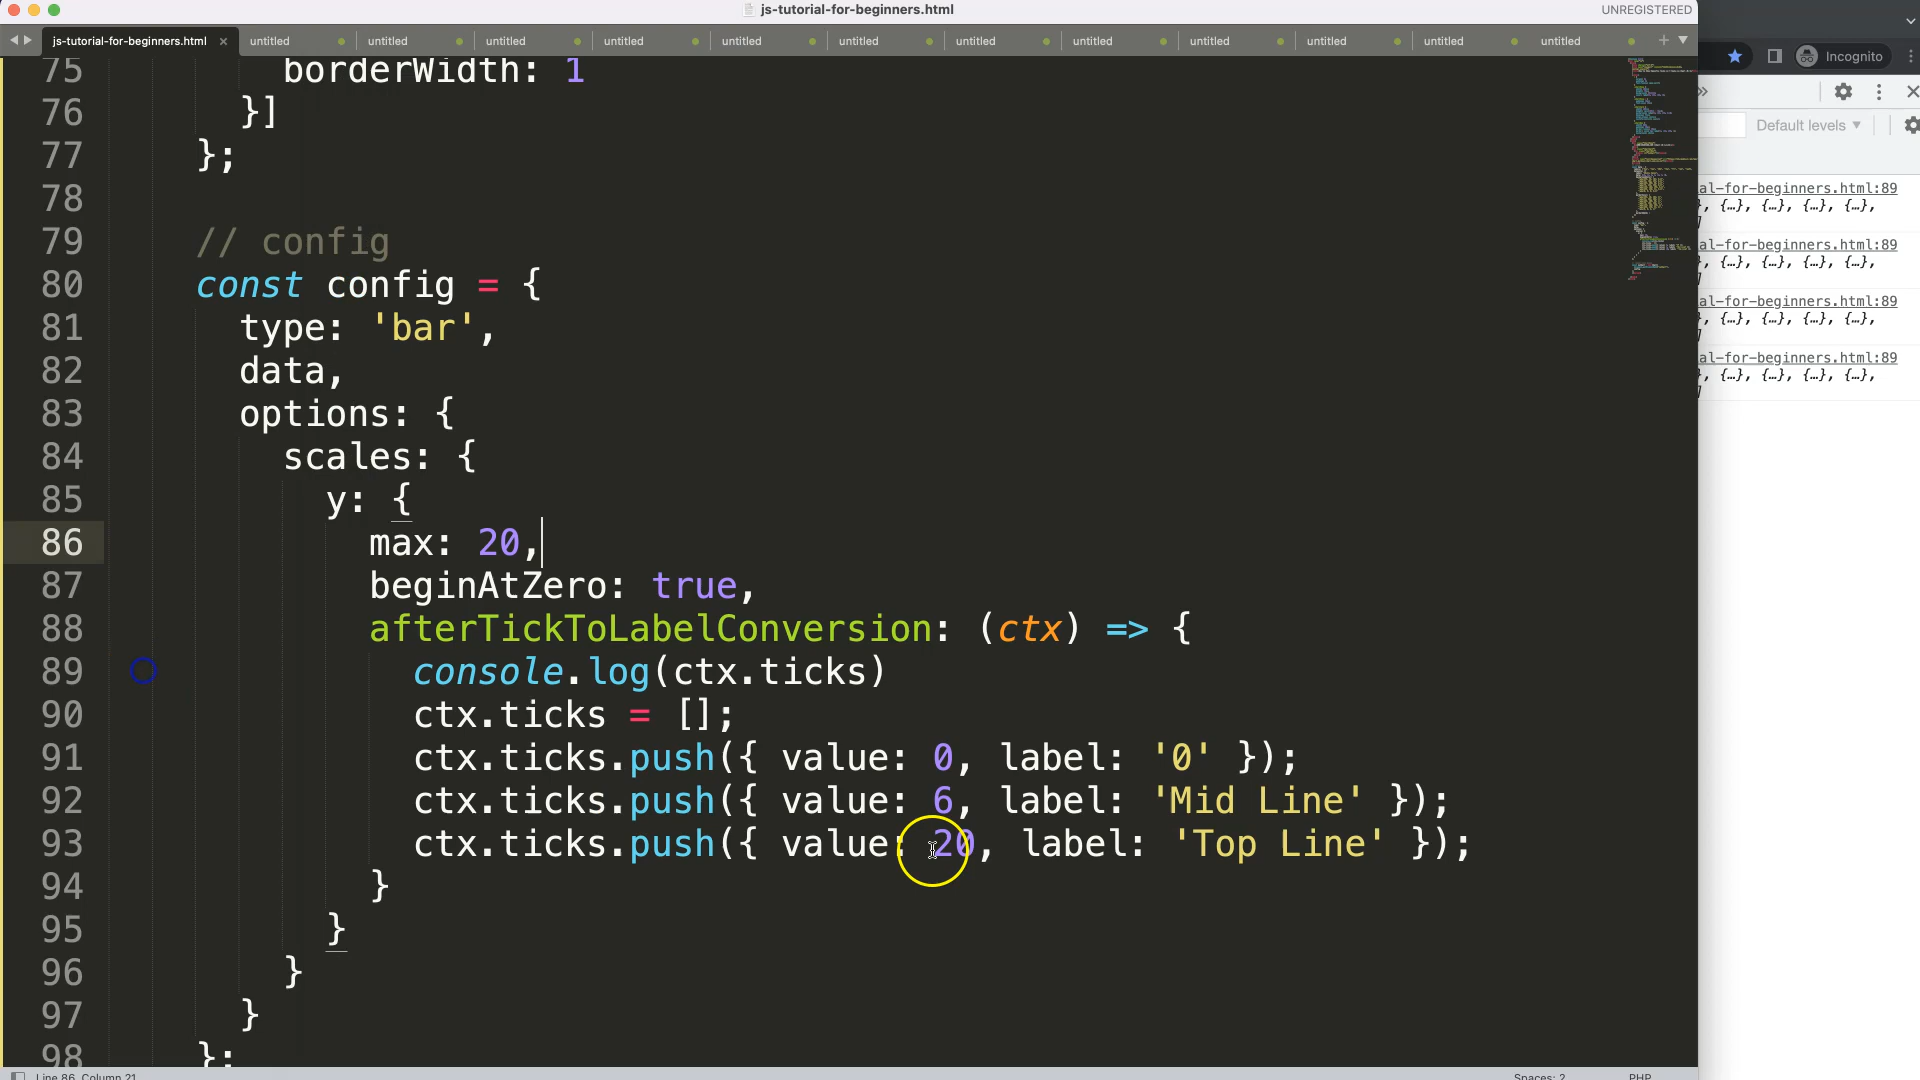 js-tutorial-for-beginners.html
UNREGISTERED
js-tutorial-for-beginners.html × untitled untitled untitled untitled untitled untitled untitled untitled untitled untitled untitled untitled
Incognito
Default levels ▼
75 borderWidth: 1
76 }]
77 };
78
79 // config
80 const config = {
81 type: 'bar',
82 data,
83 options: {
84 scales: {
85 y: {
86 max: 20,
87 beginAtZero: true,
88 afterTickToLabelConversion: (ctx) => {
89 console.log(ctx.ticks)
90 ctx.ticks = [];
91 ctx.ticks.push({ value: 0, label: '0' });
92 ctx.ticks.push({ value: 6, label: 'Mid Line' });
93 ctx.ticks.push({ value: 20, label: 'Top Line' });
94 }
95 }
96 }
97 }
98 };
al-for-beginners.html:89
}, {…}, {…}, {…}, {…},
]
al-for-beginners.html:89
}, {…}, {…}, {…}, {…},
]
al-for-beginners.html:89
}, {…}, {…}, {…}, {…},
]
al-for-beginners.html:89
}, {…}, {…}, {…}, {…},
]
Line 86, Column 21
Spaces: 2
PHP